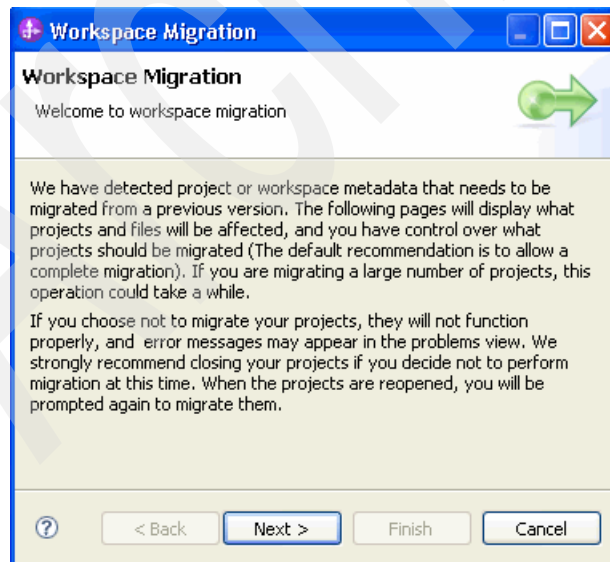 Workspace Migration
Workspace Migration
Welcome to workspace migration
We have detected project or workspace metadata that needs to be
migrated from a previous version. The following pages will display what
projects and files will be affected, and you have control over what
projects should be migrated (The default recommendation is to allow a
complete migration). If you are migrating a large number of projects, this
operation could take a while.
If you choose not to migrate your projects, they will not function
properly, and error messages may appear in the problems view. We
strongly recommend closing your projects if you decide not to perform
migration at this time. When the projects are reopened, you will be
prompted again to migrate them.
? < Back Next > Finish Cancel